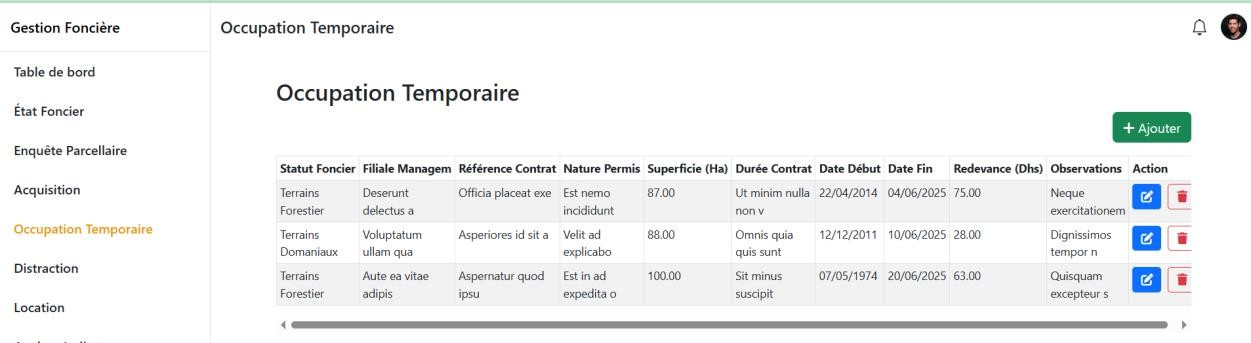 Gestion Foncière
Occupation Temporaire
Table de bord
État Foncier
Enquête Parcellaire
Acquisition
Occupation Temporaire
Distraction
Location
Occupation Temporaire
+ Ajouter
Statut Foncier Filiale Managem Référence Contrat Nature Permis Superficie (Ha) Durée Contrat Date Début Date Fin Redevance (Dhs) Observations Action
Terrains Deserunt Officia placeat exe Est nemo 87.00 Ut minim nulla 22/04/2014 04/06/2025 75.00 Neque
Forestier delectus a incididunt non v exercitationem
Terrains Voluptatum Asperiores id sit a Velit ad 88.00 Omnis quia 12/12/2011 10/06/2025 28.00 Dignissimos
Domaniaux ullam qua explicabo quis sunt tempor n
Terrains Aute ea vitae Aspernatur quod Est in ad 100.00 Sit minus 07/05/1974 20/06/2025 63.00 Quisquam
Forestier adipis ipsu expedita o suscipit excepteur s